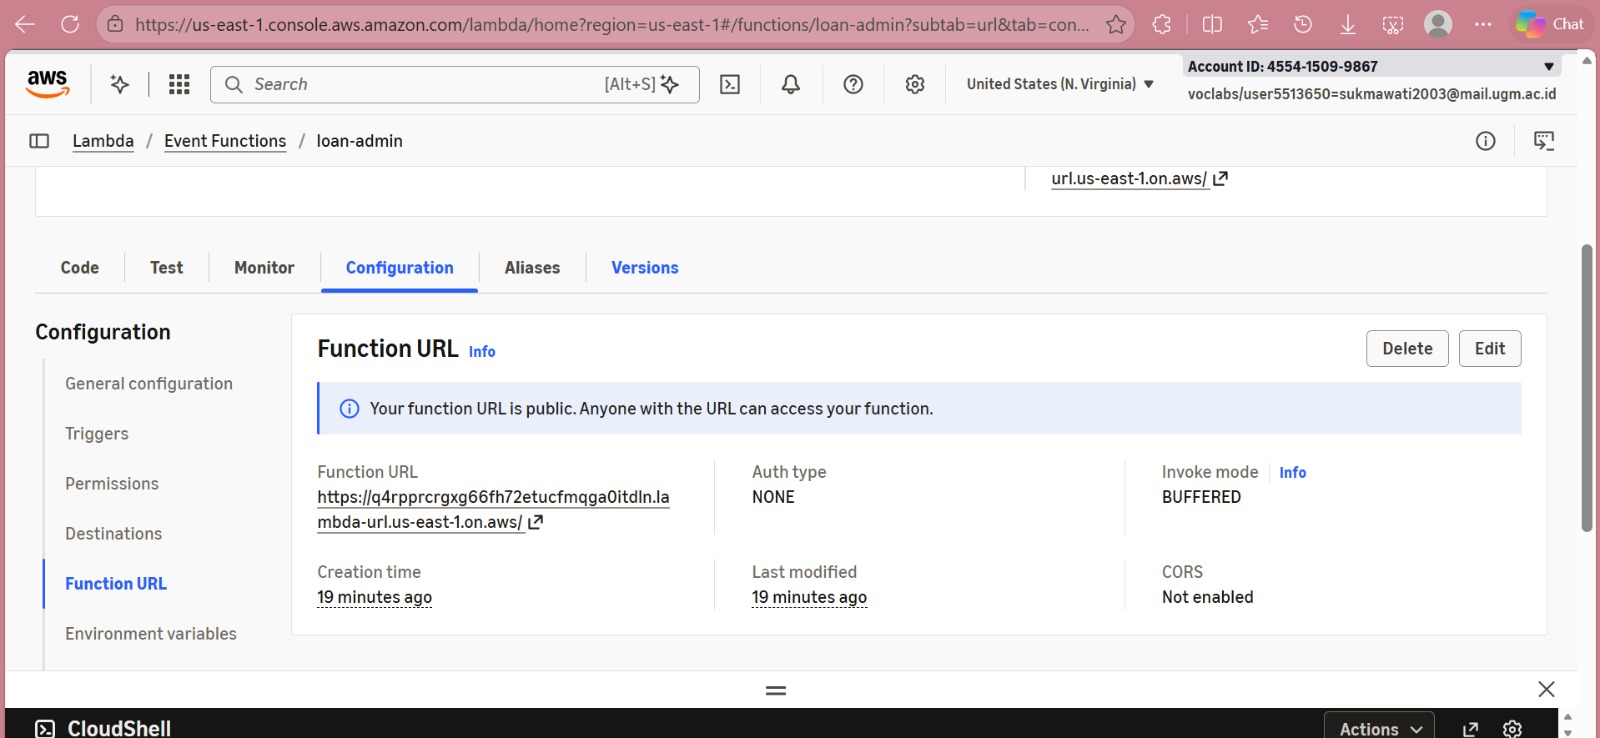 https://us-east-1.console.aws.amazon.com/lambda/home?region=us-east-1#/functions/loan-admin?subtab=url&tab=con...
Chat
aws
Search
[Alt+S]
United States (N. Virginia)
Account ID: 4554-1509-9867
voclabs/user5513650=sukmawati2003@mail.ugm.ac.id
Lambda / Event Functions / loan-admin
url.us-east-1.on.aws/
Code
Test
Monitor
Configuration
Aliases
Versions
Configuration
General configuration
Triggers
Permissions
Destinations
Function URL
Environment variables
Function URL Info
Delete
Edit
Your function URL is public. Anyone with the URL can access your function.
Function URL
https://q4rpprcrgxg66fh72etucfmqga0itdln.la
mbda-url.us-east-1.on.aws/
Auth type
NONE
Invoke mode Info
BUFFERED
Creation time
19 minutes ago
Last modified
19 minutes ago
CORS
Not enabled
CloudShell
Actions